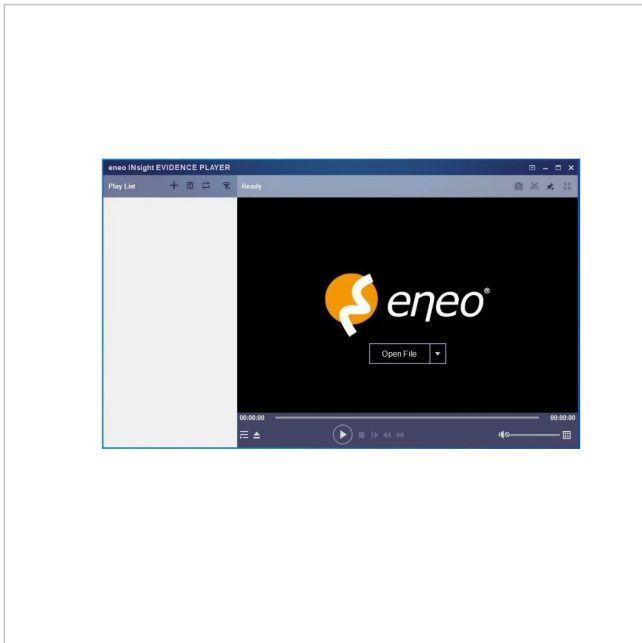 eneo INsight EVIDENCE PLAYER
Play List
Ready
eneo®
Open File
00:00:00
00:00:00